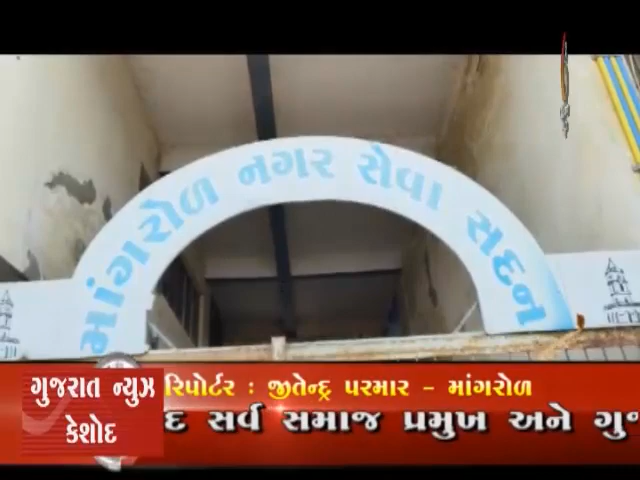 માંગરોળ નગર સેવા સદન
ગુજરાત ન્યુઝ
કેશોદ
રિપોર્ટર : જીતેન્દ્ર પરમાર - માંગરોળ
સર્વ સમાજ પ્રમુખ અને